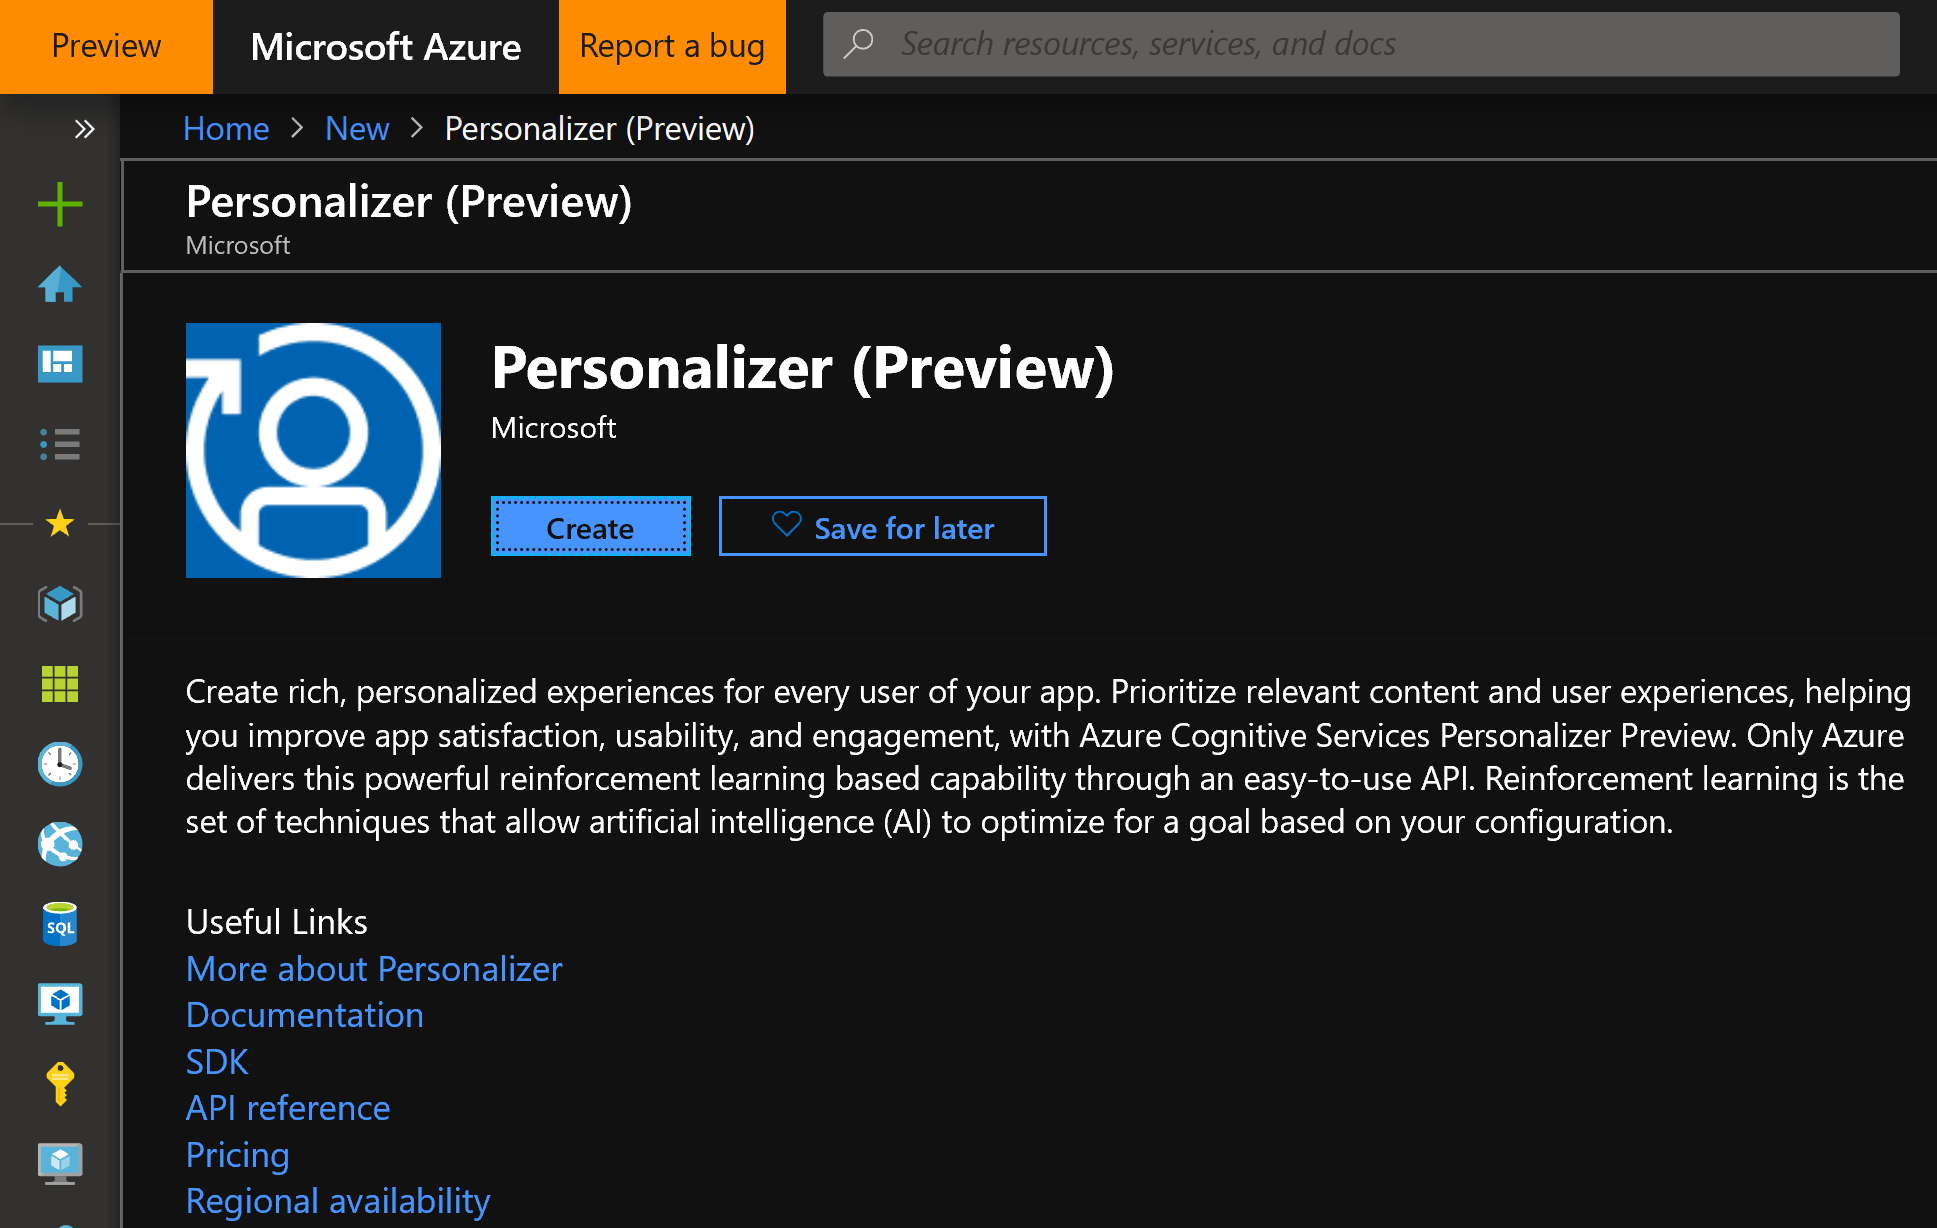 Preview
Microsoft Azure
Report a bug
Search resources, services, and docs
Home > New > Personalizer (Preview)
Personalizer (Preview)
Microsoft
Personalizer (Preview)
Microsoft
Create
Save for later
Create rich, personalized experiences for every user of your app. Prioritize relevant content and user experiences, helping
you improve app satisfaction, usability, and engagement, with Azure Cognitive Services Personalizer Preview. Only Azure
delivers this powerful reinforcement learning based capability through an easy-to-use API. Reinforcement learning is the
set of techniques that allow artificial intelligence (AI) to optimize for a goal based on your configuration.
SQL
Useful Links
More about Personalizer
Documentation
SDK
API reference
Pricing
Regional availability